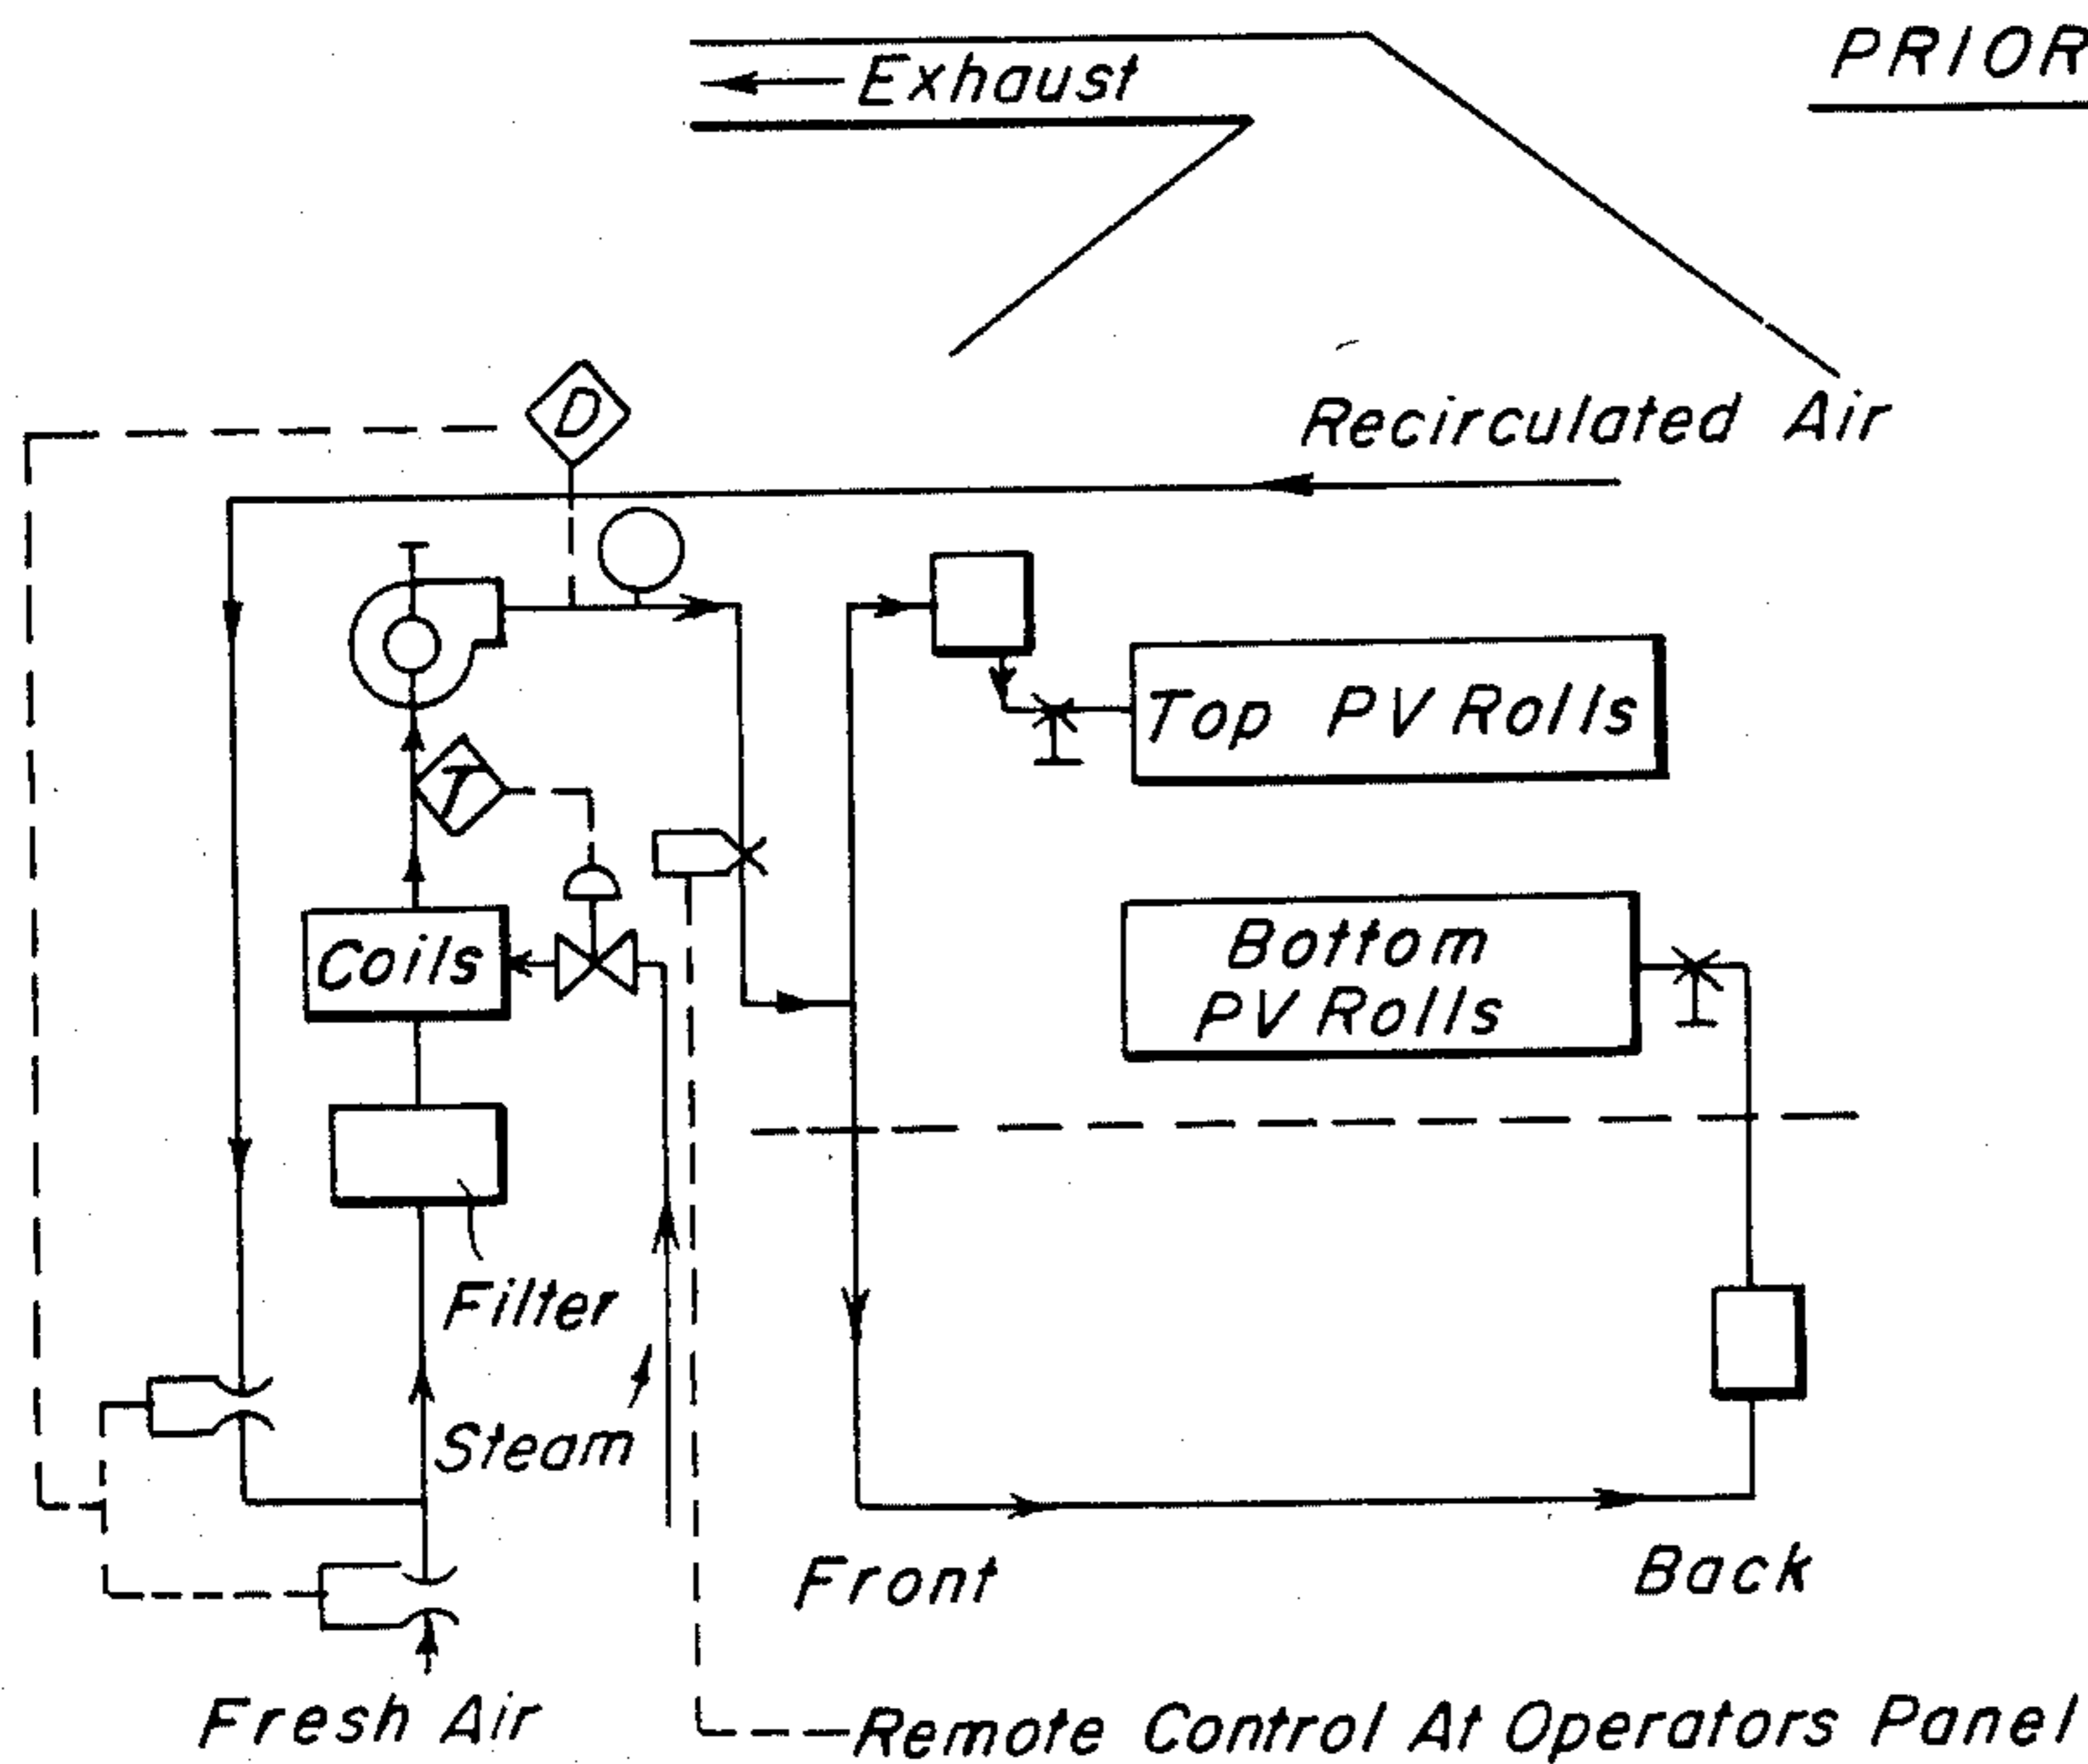 PRIOR
Exhaust
D
Recirculated Air
Top PV Rolls
T
Coils
Bottom
PV Rolls
Filter
Steam
Front
Back
Fresh Air
Remote Control At Operators Panel